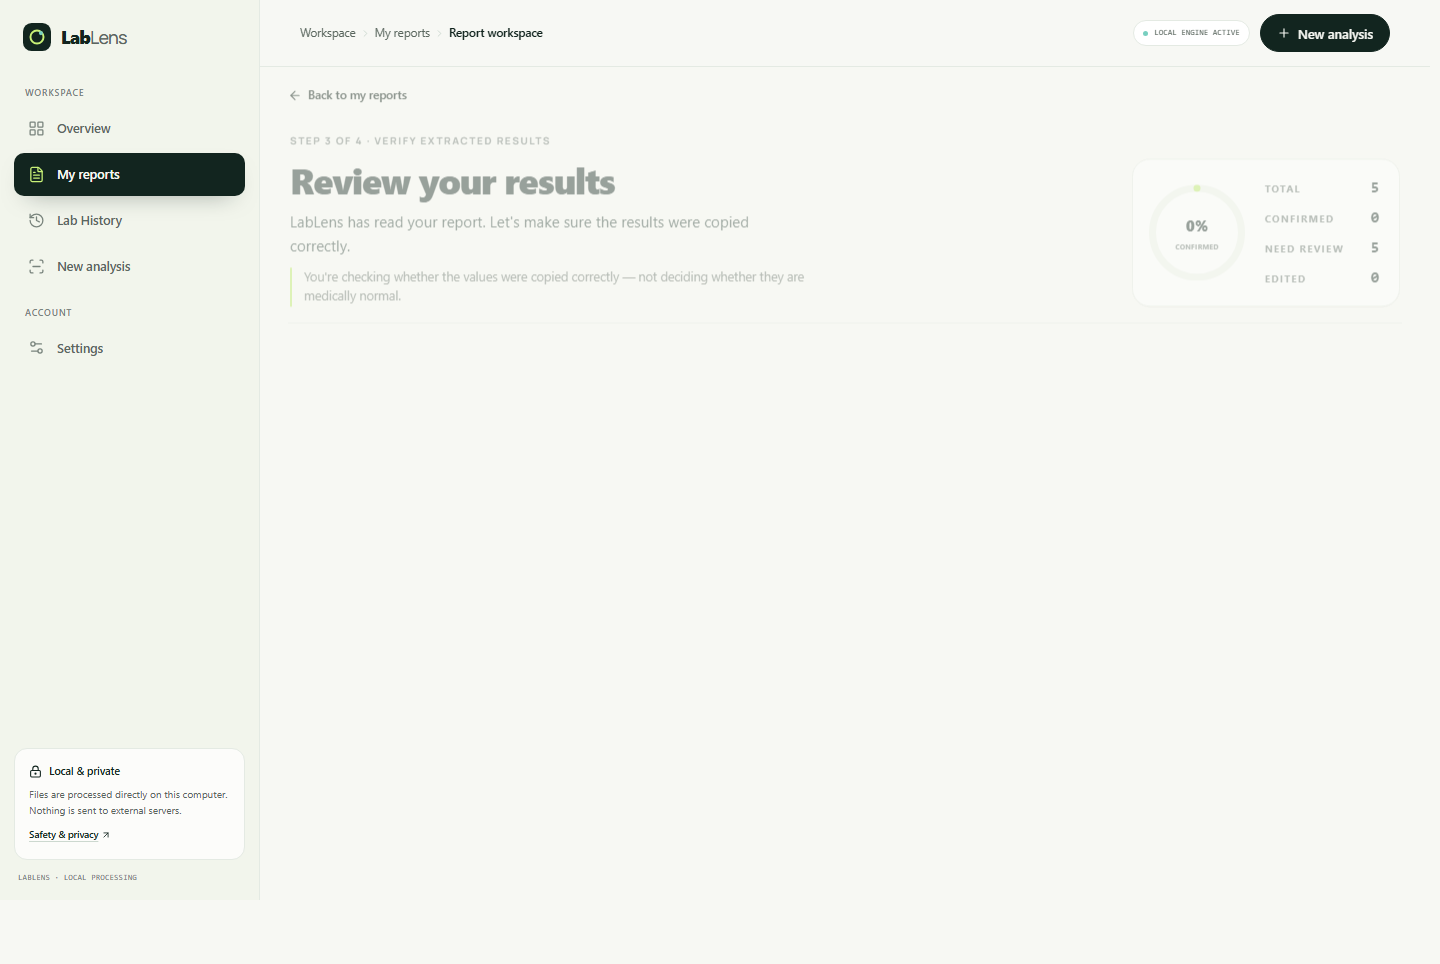 LabLens
WORKSPACE
Overview
My reports
Lab History
New analysis
ACCOUNT
Settings
Local & private
Files are processed directly on this computer.
Nothing is sent to external servers.
Safety & privacy
LABLENS · LOCAL PROCESSING
Workspace › My reports › Report workspace
LOCAL ENGINE ACTIVE
+ New analysis
Back to my reports
STEP 3 OF 4 · VERIFY EXTRACTED RESULTS
Review your results
LabLens has read your report. Let's make sure the results were copied
correctly.
You're checking whether the values were copied correctly — not deciding whether they are
medically normal.
0%
CONFIRMED
TOTAL 5
CONFIRMED 0
NEED REVIEW 5
EDITED 0